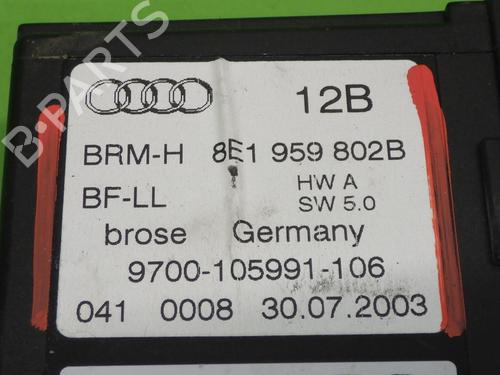 12B
BRM-H 8E1 959 802B
BF-LL HW A
SW 5.0
brose Germany
9700-105991-106
041 0008 30.07.2003
B-PARTS